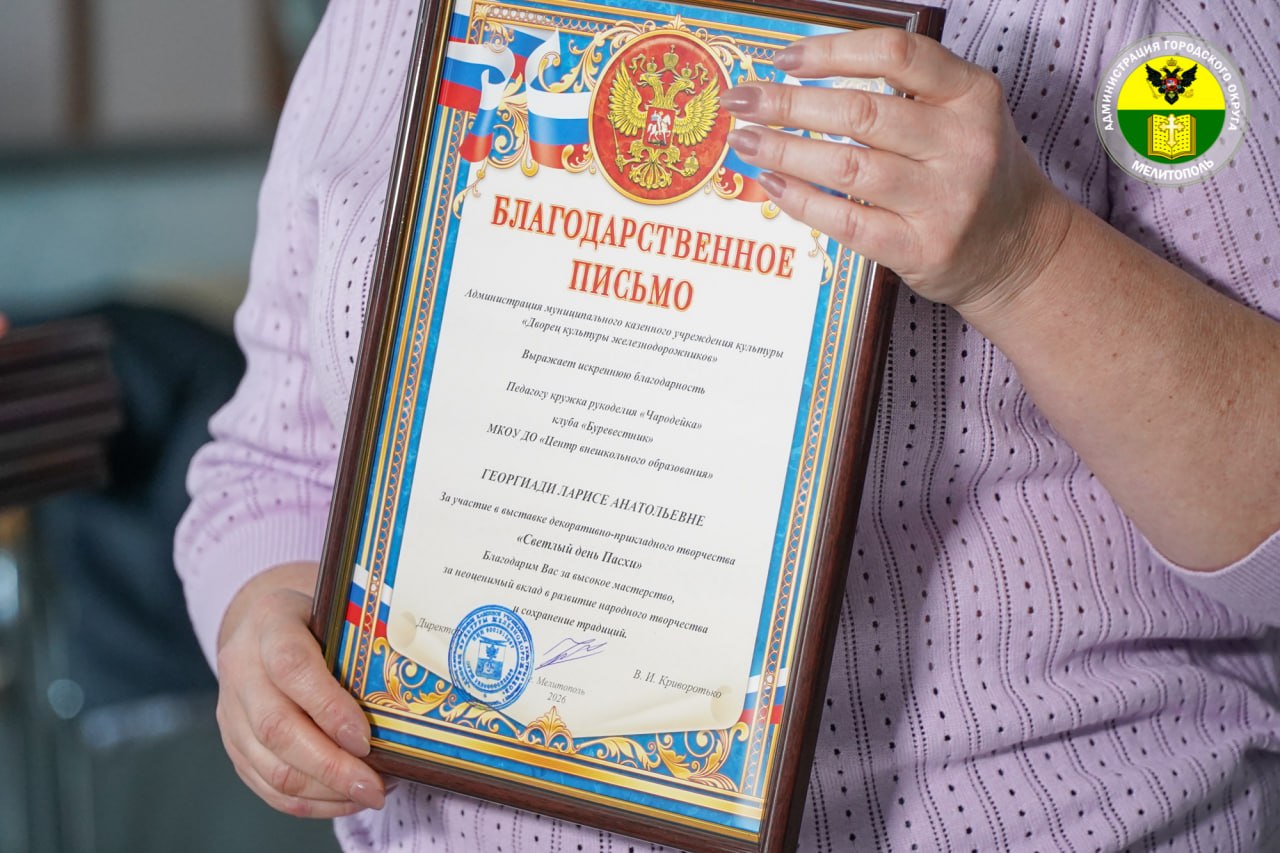 АДМИНИСТРАЦИЯ ГОРОДСКОГО ОКРУГА
МЕЛИТОПОЛЬ
БЛАГОДАРСТВЕННОЕ
ПИСЬМО
Администрация муниципального казенного учреждения культуры
«Дворец культуры железнодорожников»
Выражает искреннюю благодарность
Педагогу кружка рукоделия «Чародейка»
клуба «Буревестник»
МКОУ ДО «Центр внешкольного образования»
ГЕОРГИАДИ ЛАРИСЕ АНАТОЛЬЕВНЕ
За участие в выставке декоративно-прикладного творчества
«Светлый день Пасхи»
Благодарим Вас за высокое мастерство,
за неоценимый вклад в развитие народного творчества
и сохранение традиций.
Директор
В. И. Криворотько
г. Мелитополь
2026